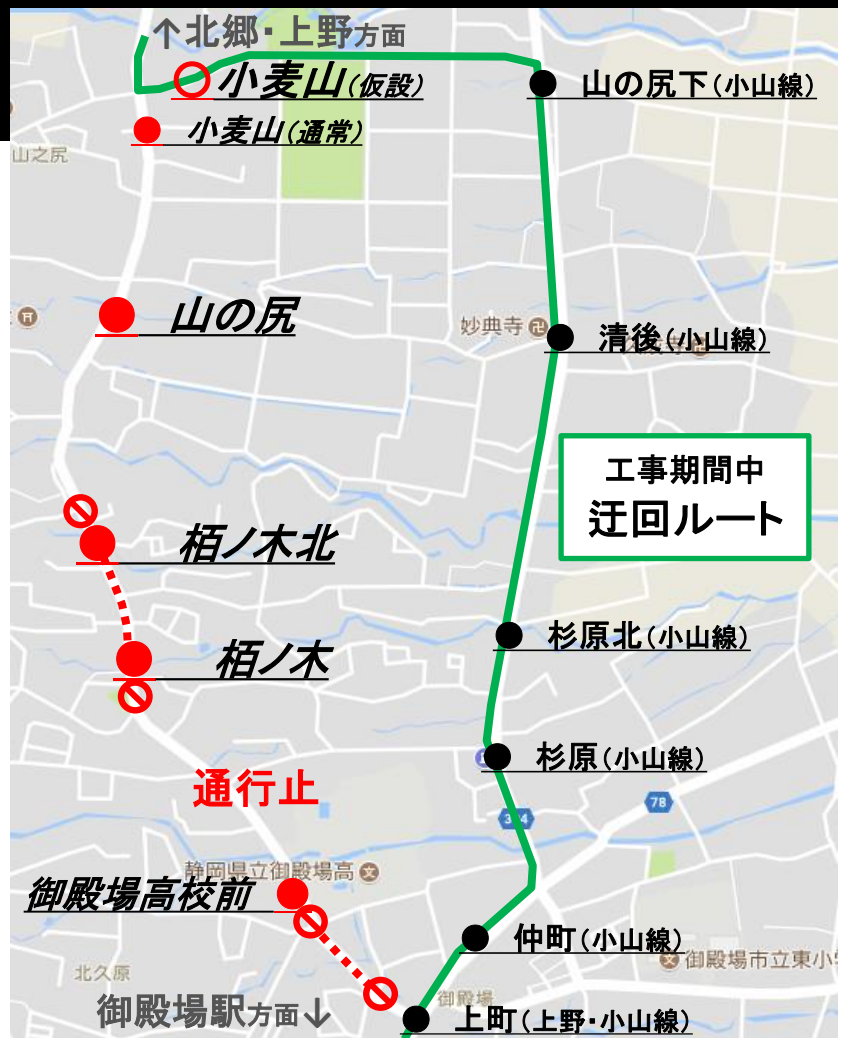 ↑北郷・上野方面
小麦山(仮設)
山の尻下(小山線)
小麦山(通常)
山之尻
山の尻
妙典寺
清後(小山線)
工事期間中
迂回ルート
栢ノ木北
杉原北(小山線)
栢ノ木
杉原(小山線)
通行止
78
静岡県立御殿場高
御殿場高校前
仲町(小山線)
御殿場市立東小
北久原
御殿場
御殿場駅方面↓
上町(上野・小山線)